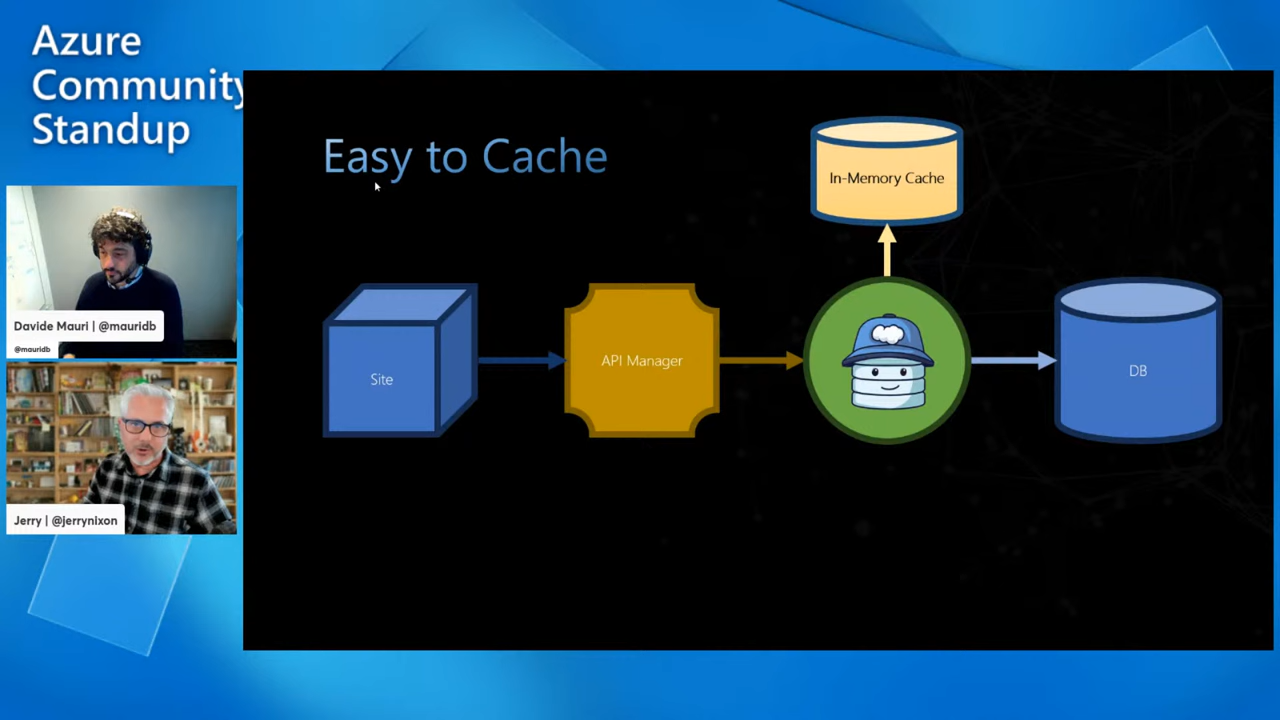 Azure
Community
Standup
Easy to Cache
In-Memory Cache
Site
API Manager
DB
Davide Mauri | @mauridb
@mauridb
Jerry | @jerrynixon